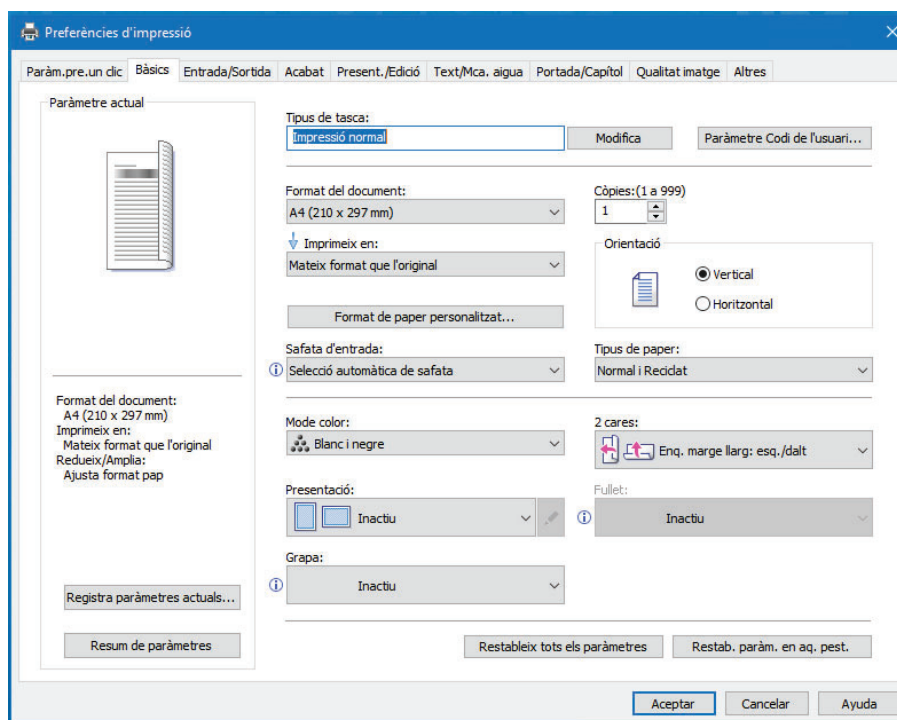 Preferències d'impressió
Paràm.pre.un clic Bàsics Entrada/Sortida Acabat Present./Edició Text/Mca. aigua Portada/Capítol Qualitat imatge Altres
Paràmetre actual
Format del document:
A4 (210 x 297 mm)
Imprimeix en:
Mateix format que l'original
Redueix/Amplia:
Ajusta format pap
Registra paràmetres actuals...
Resum de paràmetres
Tipus de tasca:
Impressió normal
Modifica
Paràmetre Codi de l'usuari...
Format del document:
A4 (210 x 297 mm)
Còpies:(1 a 999)
1
Imprimeix en:
Mateix format que l'original
Orientació
Vertical
Horitzontal
Format de paper personalitzat...
Safata d'entrada:
Selecció automàtica de safata
Tipus de paper:
Normal i Reciclat
Mode color:
Blanc i negre
2 cares:
Enq. marge llarg: esq./dalt
Presentació:
Inactiu
Fullet:
Inactiu
Grapa:
Inactiu
Restableix tots els paràmetres
Restab. paràm. en aq. pest.
Aceptar
Cancelar
Ayuda